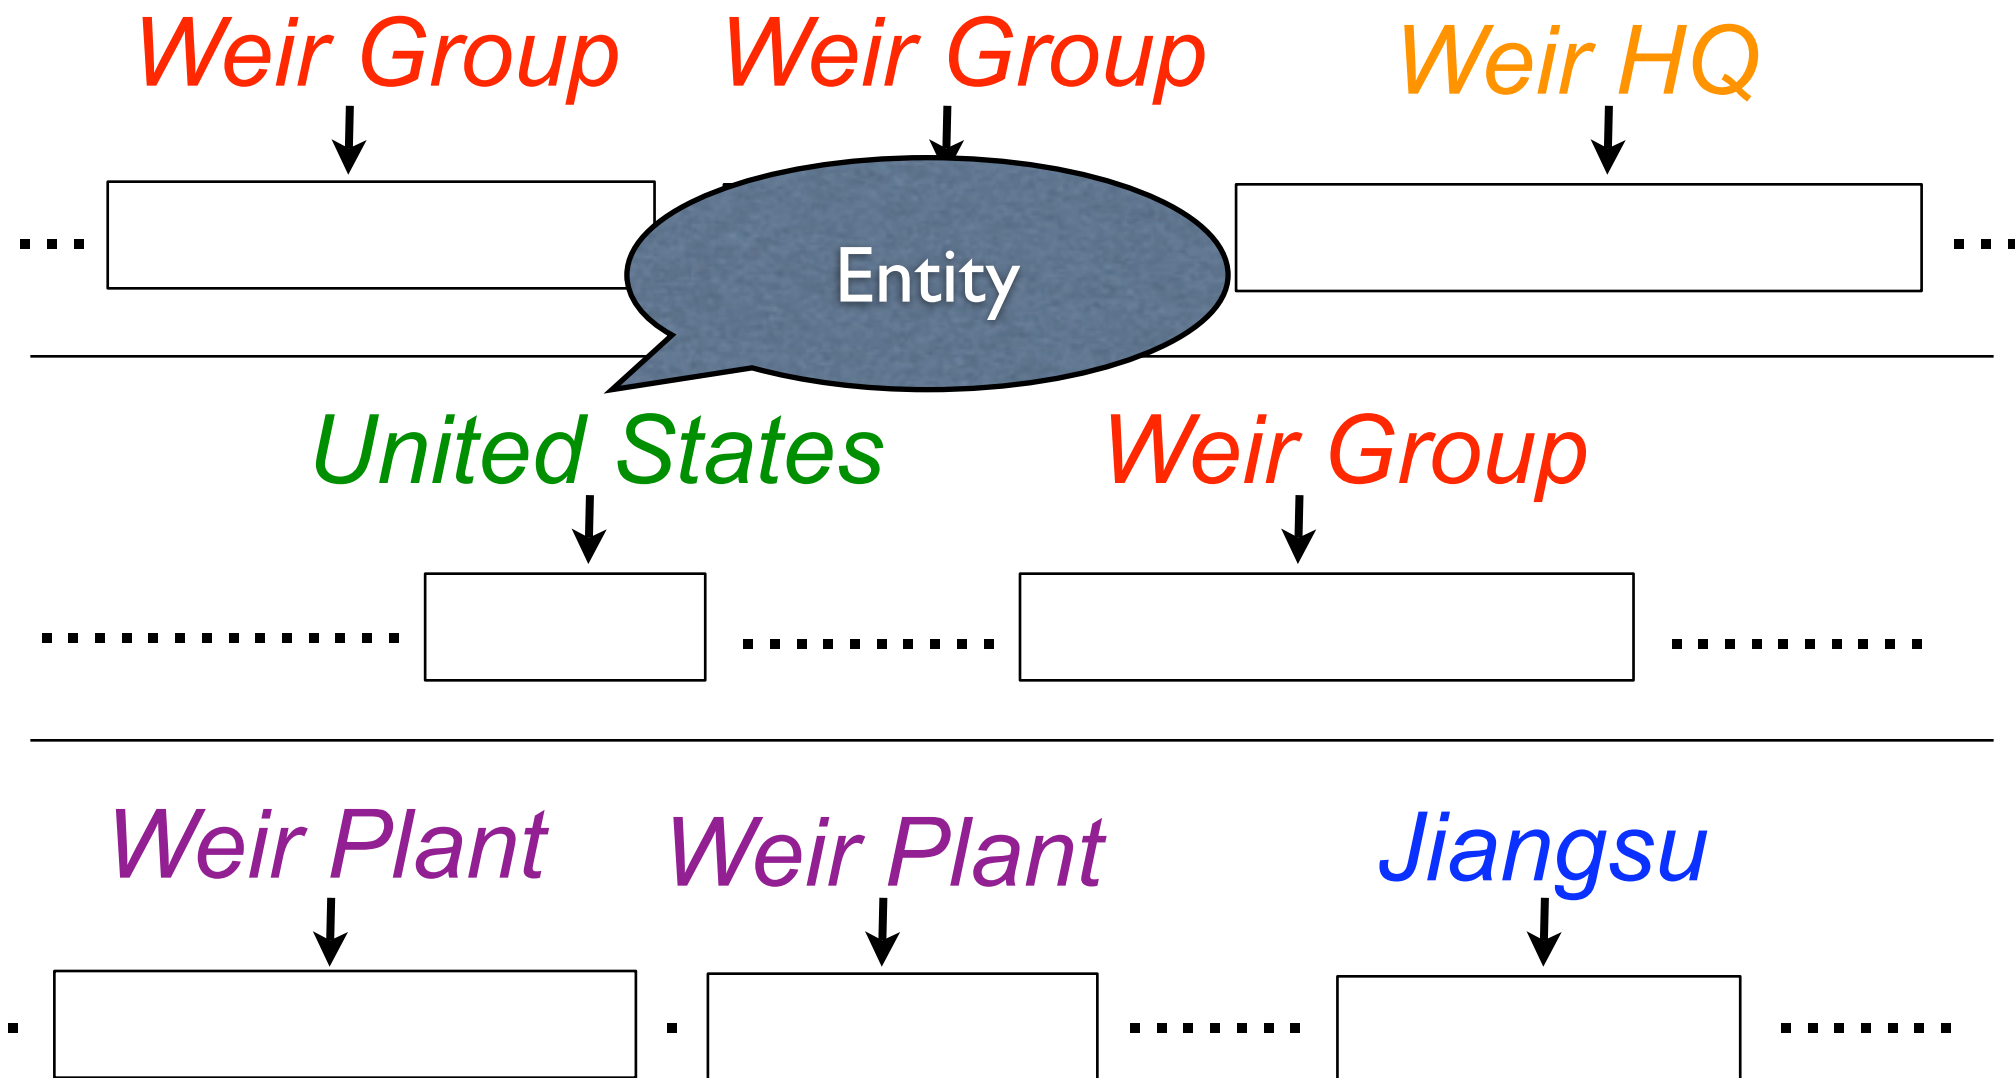 Weir Group Weir Group Weir HQ
Entity
United States Weir Group
Weir Plant Weir Plant Jiangsu